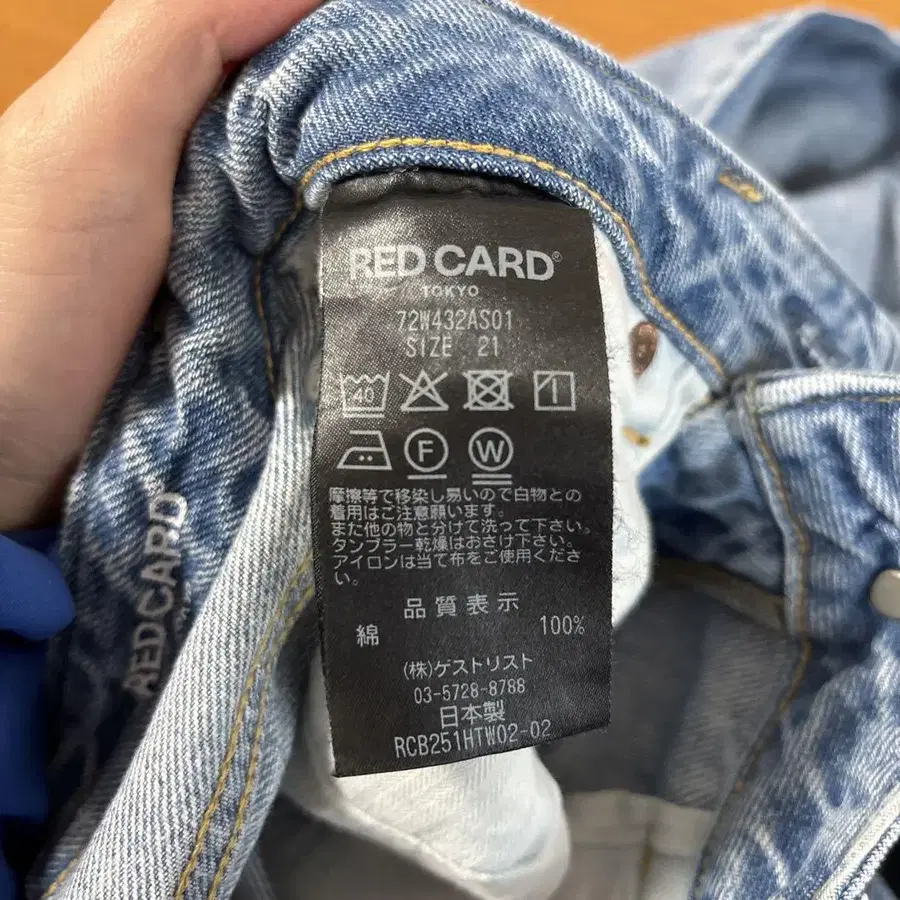 RED CARD®
TOKYO
72W432AS01
SIZE 21
40
F W
摩擦等で移染し易いので白物との
着用はご注意願います。
また他の物と分けて洗って下さい。
タンブラー乾燥はお避け下さい。
アイロンは当て布をご使用くださ
い。
品質表示
綿 100%
(株)ゲストリスト
03-5728-8788
日本製
RCB251HTW02-02
RED CARD